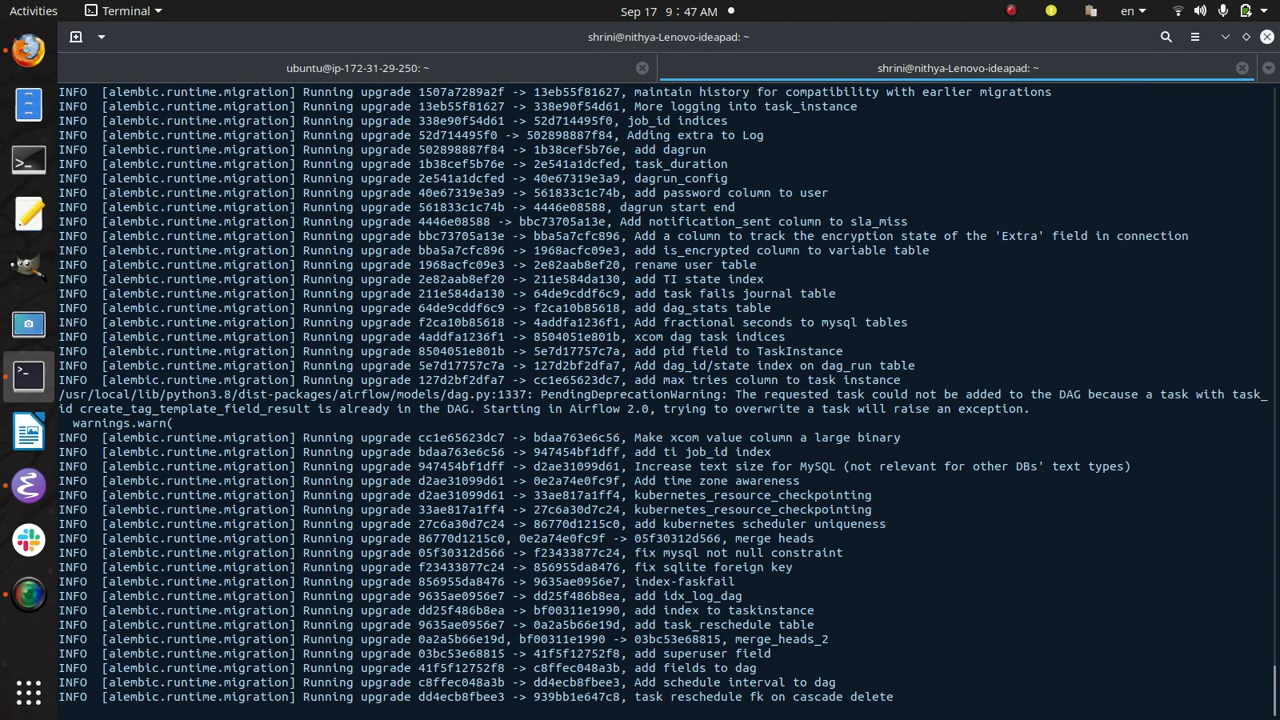 Activities
Terminal
Sep 17 9:47 AM
en
shrini@nithya-Lenovo-ideapad: ~
ubuntu@ip-172-31-29-250: ~
shrini@nithya-Lenovo-ideapad: ~
INFO [alembic.runtime.migration] Running upgrade 1507a7289a2f -> 13eb55f81627, maintain history for compatibility with earlier migrations
INFO [alembic.runtime.migration] Running upgrade 13eb55f81627 -> 338e90f54d61, More logging into task_instance
INFO [alembic.runtime.migration] Running upgrade 338e90f54d61 -> 52d714495f0, job_id indices
INFO [alembic.runtime.migration] Running upgrade 52d714495f0 -> 502898887f84, Adding extra to Log
INFO [alembic.runtime.migration] Running upgrade 502898887f84 -> 1b38cef5b76e, add dagrun
INFO [alembic.runtime.migration] Running upgrade 1b38cef5b76e -> 2e541a1dcfed, task_duration
INFO [alembic.runtime.migration] Running upgrade 2e541a1dcfed -> 40e67319e3a9, dagrun_config
INFO [alembic.runtime.migration] Running upgrade 40e67319e3a9 -> 561833c1c74b, add password column to user
INFO [alembic.runtime.migration] Running upgrade 561833c1c74b -> 4446e08588, dagrun start end
INFO [alembic.runtime.migration] Running upgrade 4446e08588 -> bbc73705a13e, Add notification_sent column to sla_miss
INFO [alembic.runtime.migration] Running upgrade bbc73705a13e -> bba5a7cfc896, Add a column to track the encryption state of the 'Extra' field in connection
INFO [alembic.runtime.migration] Running upgrade bba5a7cfc896 -> 1968acfc09e3, add is_encrypted column to variable table
INFO [alembic.runtime.migration] Running upgrade 1968acfc09e3 -> 2e82aab8ef20, rename user table
INFO [alembic.runtime.migration] Running upgrade 2e82aab8ef20 -> 211e584da130, add TI state index
INFO [alembic.runtime.migration] Running upgrade 211e584da130 -> 64de9cddf6c9, add task fails journal table
INFO [alembic.runtime.migration] Running upgrade 64de9cddf6c9 -> f2ca10b85618, add dag_stats table
INFO [alembic.runtime.migration] Running upgrade f2ca10b85618 -> 4addfa1236f1, Add fractional seconds to mysql tables
INFO [alembic.runtime.migration] Running upgrade 4addfa1236f1 -> 8504051e801b, xcom dag task indices
INFO [alembic.runtime.migration] Running upgrade 8504051e801b -> 5e7d17757c7a, add pid field to TaskInstance
INFO [alembic.runtime.migration] Running upgrade 5e7d17757c7a -> 127d2bf2dfa7, Add dag_id/state index on dag_run table
INFO [alembic.runtime.migration] Running upgrade 127d2bf2dfa7 -> cc1e65623dc7, add max tries column to task instance
/usr/local/lib/python3.8/dist-packages/airflow/models/dag.py:1337: PendingDeprecationWarning: The requested task could not be added to the DAG because a task with task_
id create_tag_template_field_result is already in the DAG. Starting in Airflow 2.0, trying to overwrite a task will raise an exception.
warnings.warn(
INFO [alembic.runtime.migration] Running upgrade cc1e65623dc7 -> bdaa763e6c56, Make xcom value column a large binary
INFO [alembic.runtime.migration] Running upgrade bdaa763e6c56 -> 947454bf1dff, add ti job_id index
INFO [alembic.runtime.migration] Running upgrade 947454bf1dff -> d2ae31099d61, Increase text size for MySQL (not relevant for other DBs' text types)
INFO [alembic.runtime.migration] Running upgrade d2ae31099d61 -> 0e2a74e0fc9f, Add time zone awareness
INFO [alembic.runtime.migration] Running upgrade d2ae31099d61 -> 33ae817a1ff4, kubernetes_resource_checkpointing
INFO [alembic.runtime.migration] Running upgrade 33ae817a1ff4 -> 27c6a30d7c24, kubernetes_resource_checkpointing
INFO [alembic.runtime.migration] Running upgrade 27c6a30d7c24 -> 86770d1215c0, add kubernetes scheduler uniqueness
INFO [alembic.runtime.migration] Running upgrade 86770d1215c0, 0e2a74e0fc9f -> 05f30312d566, merge heads
INFO [alembic.runtime.migration] Running upgrade 05f30312d566 -> f23433877c24, fix mysql not null constraint
INFO [alembic.runtime.migration] Running upgrade f23433877c24 -> 856955da8476, fix sqlite foreign key
INFO [alembic.runtime.migration] Running upgrade 856955da8476 -> 9635ae0956e7, index-faskfail
INFO [alembic.runtime.migration] Running upgrade 9635ae0956e7 -> dd25f486b8ea, add idx_log_dag
INFO [alembic.runtime.migration] Running upgrade dd25f486b8ea -> bf00311e1990, add index to taskinstance
INFO [alembic.runtime.migration] Running upgrade 9635ae0956e7 -> 0a2a5b66e19d, add task_reschedule table
INFO [alembic.runtime.migration] Running upgrade 0a2a5b66e19d, bf00311e1990 -> 03bc53e68815, merge_heads_2
INFO [alembic.runtime.migration] Running upgrade 03bc53e68815 -> 41f5f12752f8, add superuser field
INFO [alembic.runtime.migration] Running upgrade 41f5f12752f8 -> c8ffec048a3b, add fields to dag
INFO [alembic.runtime.migration] Running upgrade c8ffec048a3b -> dd4ecb8fbee3, Add schedule interval to dag
INFO [alembic.runtime.migration] Running upgrade dd4ecb8fbee3 -> 939bb1e647c8, task reschedule fk on cascade delete